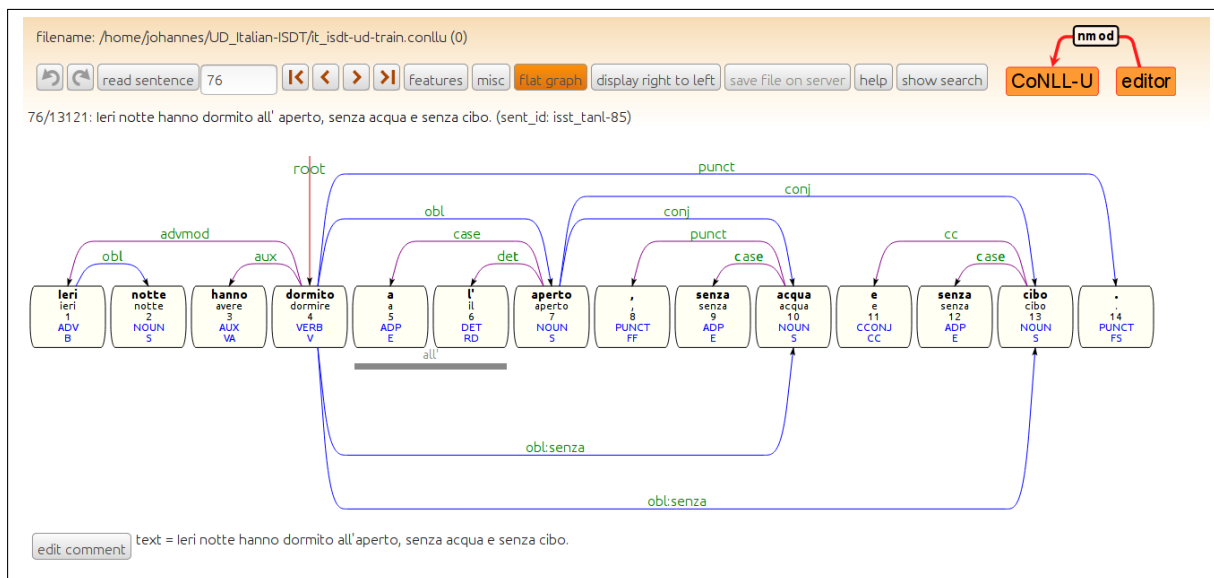 filename: /home/johannes/UD_Italian-ISDT/it_isdt-ud-train.conllu (0)
nmod
read sentence 76 features misc flat graph display right to left save file on server help show search CoNLL-U editor
76/13121: Ieri notte hanno dormito all' aperto, senza acqua e senza cibo. (sent_id: isst_tanl-85)
root punct
conj
obl conj
advmod case punct cc
obl aux det case case
Ieri notte hanno dormito a l' aperto , senza acqua e senza cibo .
ieri notte avere dormire a il aperto , senza acqua e senza cibo .
1 2 3 4 5 6 7 8 9 10 11 12 13 14
ADV NOUN AUX VERB ADP DET NOUN PUNCT ADP NOUN CCONJ ADP NOUN PUNCT
B S VA V E RD S FF E S CC E S FS
all'
obl:senza
obl:senza
edit comment text = Ieri notte hanno dormito all'aperto, senza acqua e senza cibo.